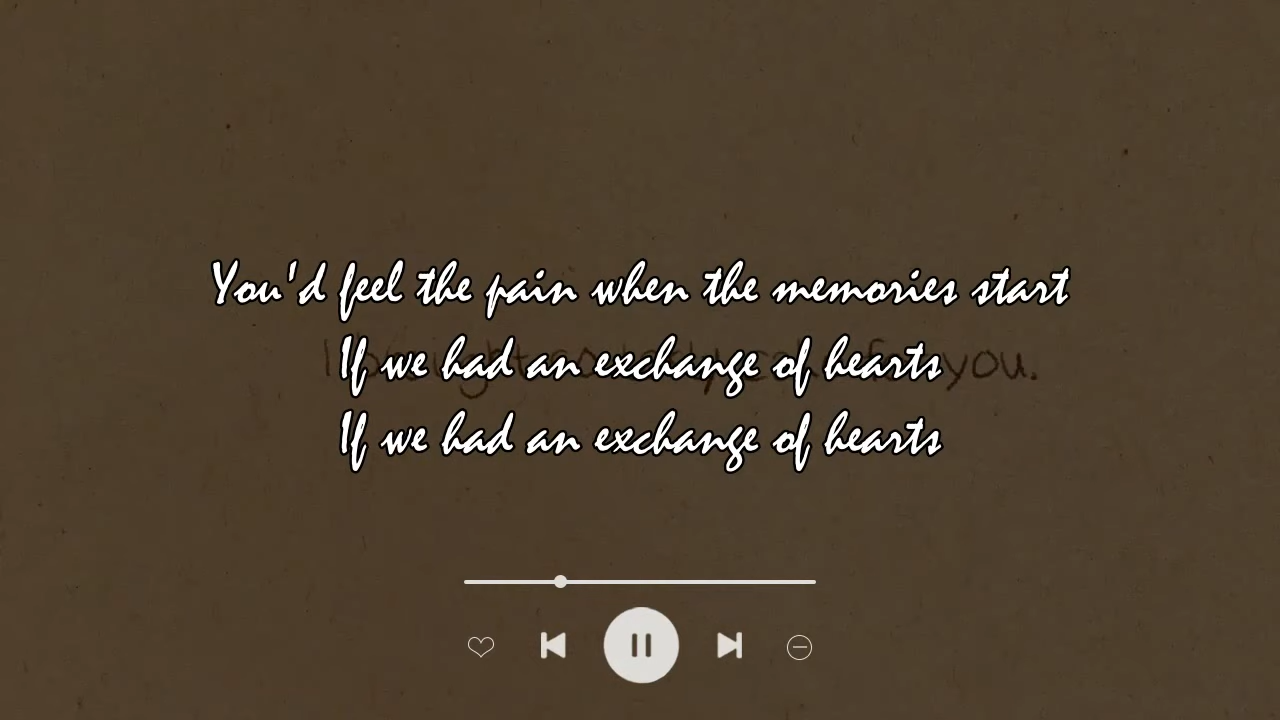 You'd feel the pain when the memories start
If we had an exchange of hearts
you.
If we had an exchange of hearts